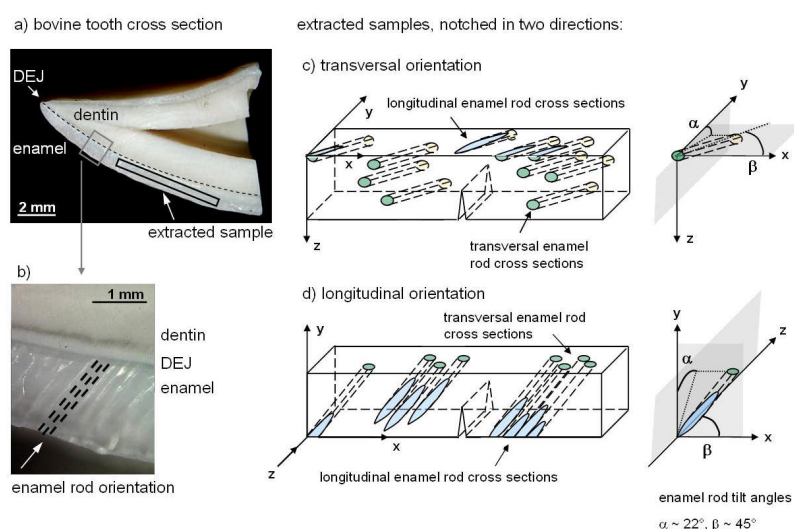 a) bovine tooth cross section
DEJ
dentin
enamel
2 mm
extracted sample
b)
1 mm
dentin
DEJ
enamel
enamel rod orientation
extracted samples, notched in two directions:
c) transversal orientation
y
longitudinal enamel rod cross sections
x
z
transversal enamel
rod cross sections
y
α
x
β
z
d) longitudinal orientation
y
transversal enamel rod
cross sections
x
z
longitudinal enamel rod cross sections
y
z
α
x
β
enamel rod tilt angles
α ~ 22°, β ~ 45°